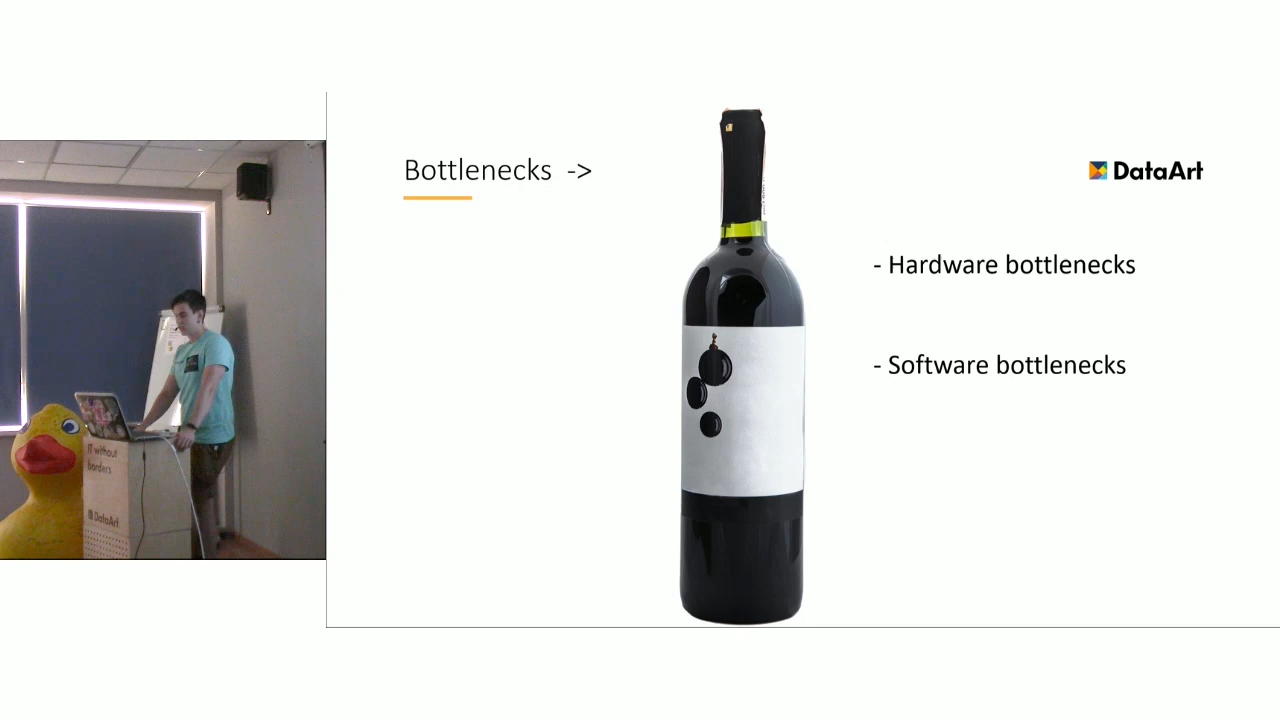 Bottlenecks ->
DataArt
- Hardware bottlenecks
- Software bottlenecks
IT without
borders
DataArt